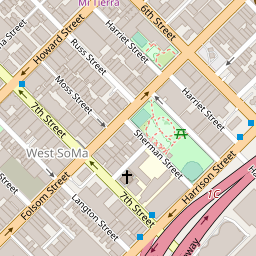 Mi Tierra
6th Street
Howard Street
Russ Street
Harriet Street
Moss Street
7th Street
Harriet Street
West SoMa
Sherman Street
Folsom Street
Langton Street
7th Street
Harrison Street
1C